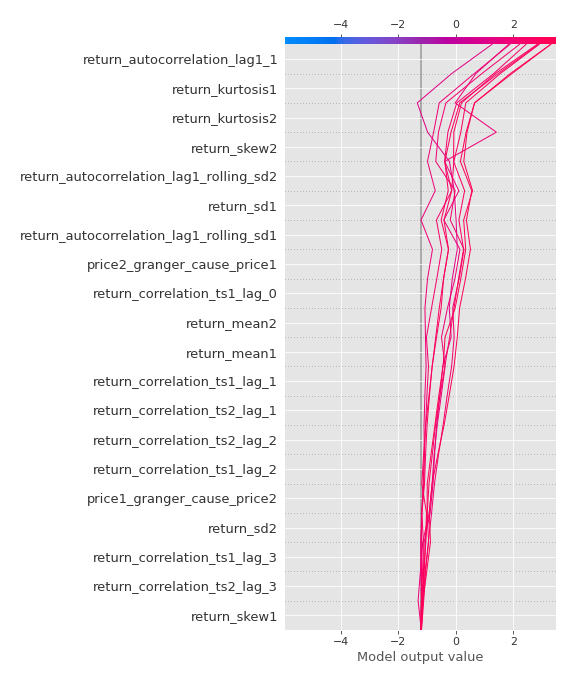 −4 −2 0 2
return_autocorrelation_lag1_1
return_kurtosis1
return_kurtosis2
return_skew2
return_autocorrelation_lag1_rolling_sd2
return_sd1
return_autocorrelation_lag1_rolling_sd1
price2_granger_cause_price1
return_correlation_ts1_lag_0
return_mean2
return_mean1
return_correlation_ts1_lag_1
return_correlation_ts2_lag_1
return_correlation_ts2_lag_2
return_correlation_ts1_lag_2
price1_granger_cause_price2
return_sd2
return_correlation_ts1_lag_3
return_correlation_ts2_lag_3
return_skew1
−4 −2 0 2
Model output value